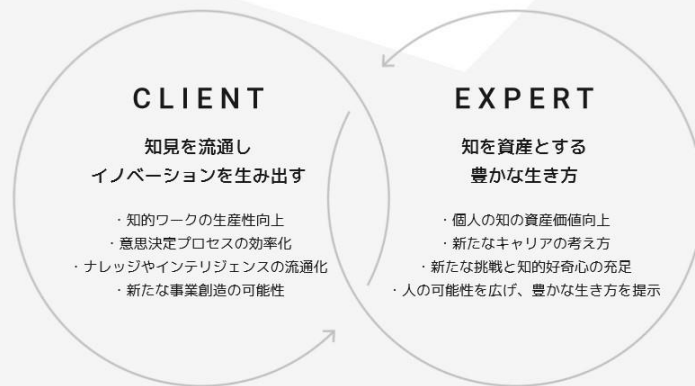 CLIENT
知見を流通し
イノベーションを生み出す
・知的ワークの生産性向上
・意思決定プロセスの効率化
・ナレッジやインテリジェンスの流通化
・新たな事業創造の可能性
EXPERT
知を資産とする
豊かな生き方
・個人の知の資産価値向上
・新たなキャリアの考え方
・新たな挑戦と知的好奇心の充足
・人の可能性を広げ、豊かな生き方を提示